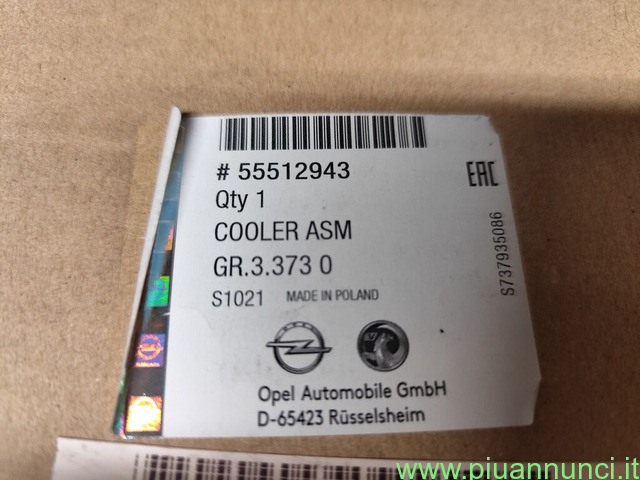 # 55512943
Qty 1
COOLER ASM
GR.3.373 0
S1021 MADE IN POLAND
EAC
S737935086
Opel Automobile GmbH
D-65423 Rüsselsheim
www.piuannunci.it